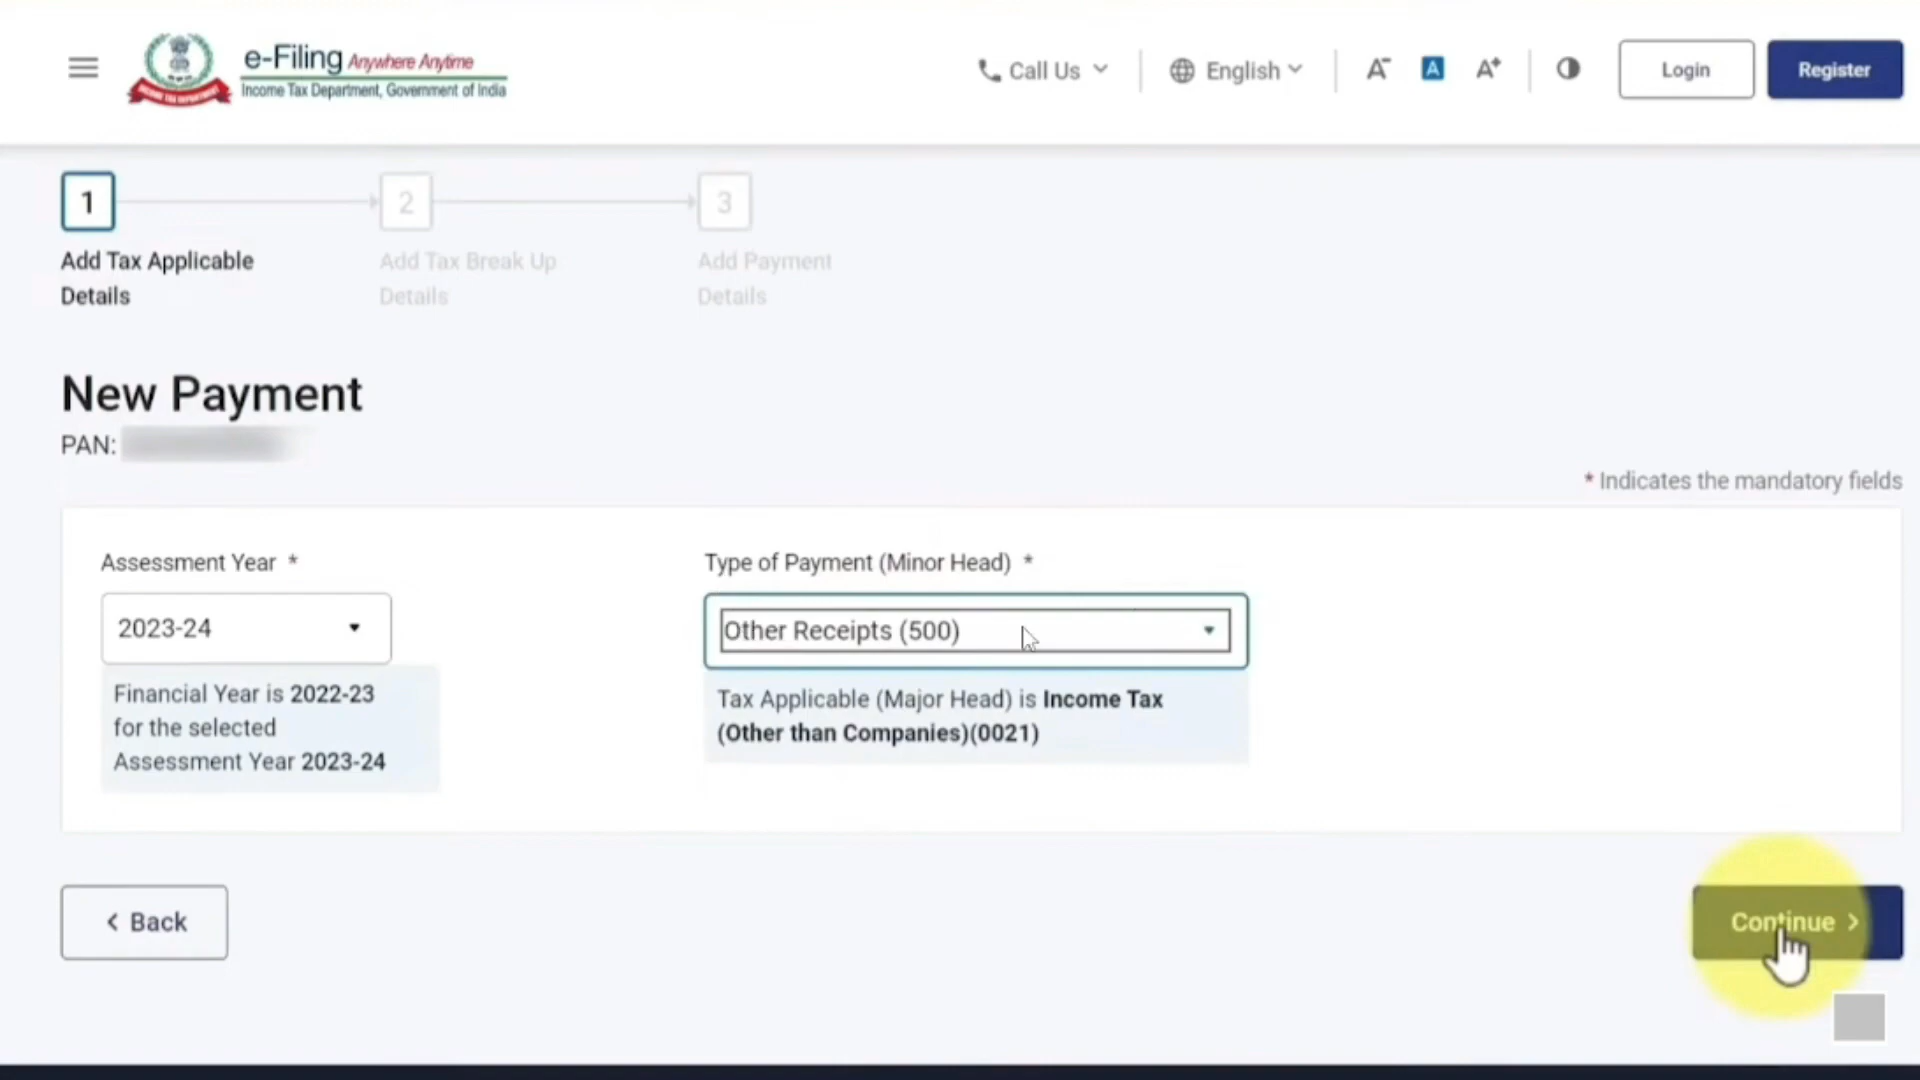 e-Filing Anywhere Anytime
Income Tax Department, Government of India
Call Us
English
A-
A
A+
Login
Register
1
2
3
Add Tax Applicable
Details
Add Tax Break Up
Details
Add Payment
Details
New Payment
PAN:
* Indicates the mandatory fields
Assessment Year *
Type of Payment (Minor Head) *
2023-24
Other Receipts (500)
Financial Year is 2022-23
for the selected
Assessment Year 2023-24
Tax Applicable (Major Head) is Income Tax
(Other than Companies)(0021)
< Back
Continue >